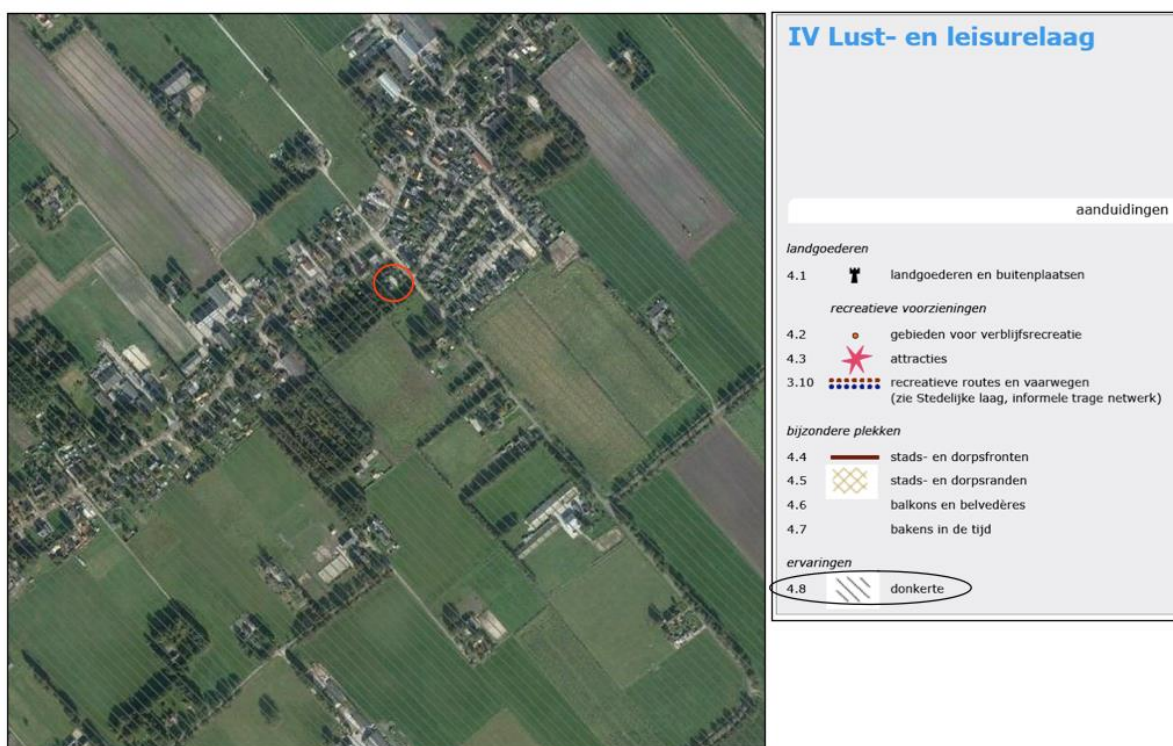 IV Lust- en leisurelaag
aanduidingen
landgoederen
4.1 landgoederen en buitenplaatsen
recreatieve voorzieningen
4.2 gebieden voor verblijfsrecreatie
4.3 attracties
3.10 recreatieve routes en vaarwegen
(zie Stedelijke laag, informele trage netwerk)
bijzondere plekken
4.4 stads- en dorpsfronten
4.5 stads- en dorpsranden
4.6 balkons en belvedères
4.7 bakens in de tijd
ervaringen
4.8 donkerte